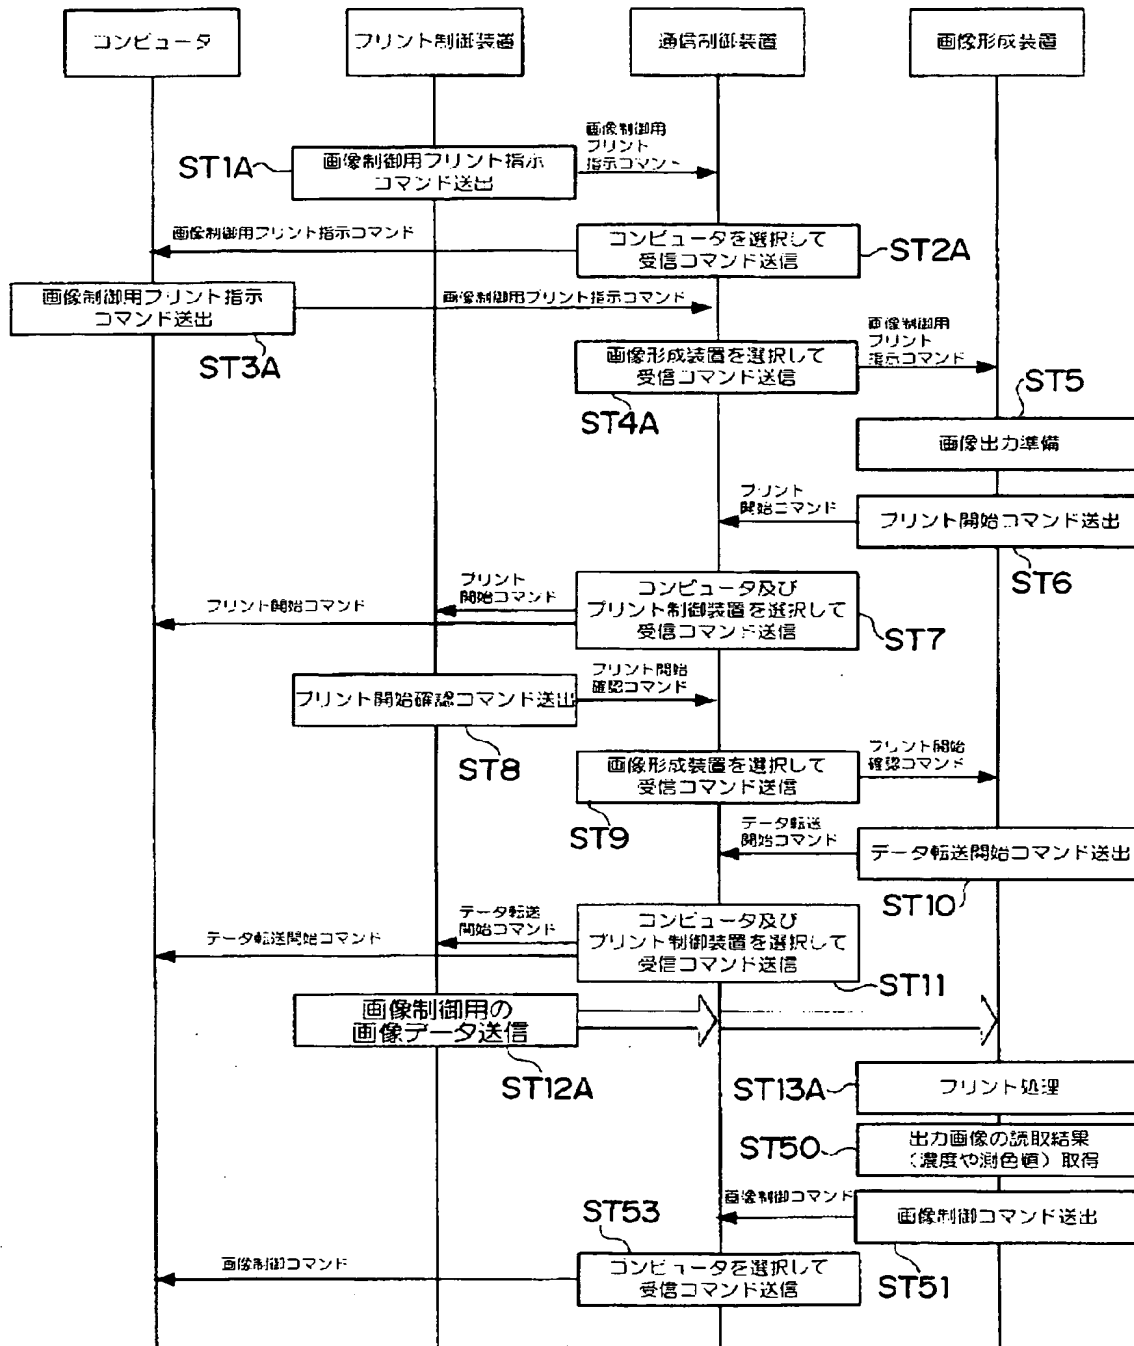 コンピュータ
プリント制御装置
通信制御装置
画像形成装置
画像制御用
プリント
指示コマンド
ST1A
画像制御用プリント指示
コマンド送出
画像制御用プリント指示コマンド
コンピュータを選択して
受信コマンド送信
ST2A
画像制御用プリント指示
コマンド送出
画像制御用プリント指示コマンド
ST3A
画像制御用
プリント
指示コマンド
画像形成装置を選択して
受信コマンド送信
ST4A
ST5
画像出力準備
プリント
開始コマンド
プリント開始コマンド送出
ST6
プリント
開始コマンド
プリント開始コマンド
コンピュータ及び
プリント制御装置を選択して
受信コマンド送信
ST7
プリント開始
確認コマンド
プリント開始確認コマンド送出
ST8
プリント開始
確認コマンド
画像形成装置を選択して
受信コマンド送信
ST9
データ転送
開始コマンド
データ転送開始コマンド送出
ST10
データ転送
開始コマンド
データ転送開始コマンド
コンピュータ及び
プリント制御装置を選択して
受信コマンド送信
ST11
画像制御用の
画像データ送信
ST12A
ST13A
プリント処理
ST50
出力画像の読取結果
(濃度や測色値)取得
画像制御コマンド
画像制御コマンド送出
ST51
ST53
画像制御コマンド
コンピュータを選択して
受信コマンド送信